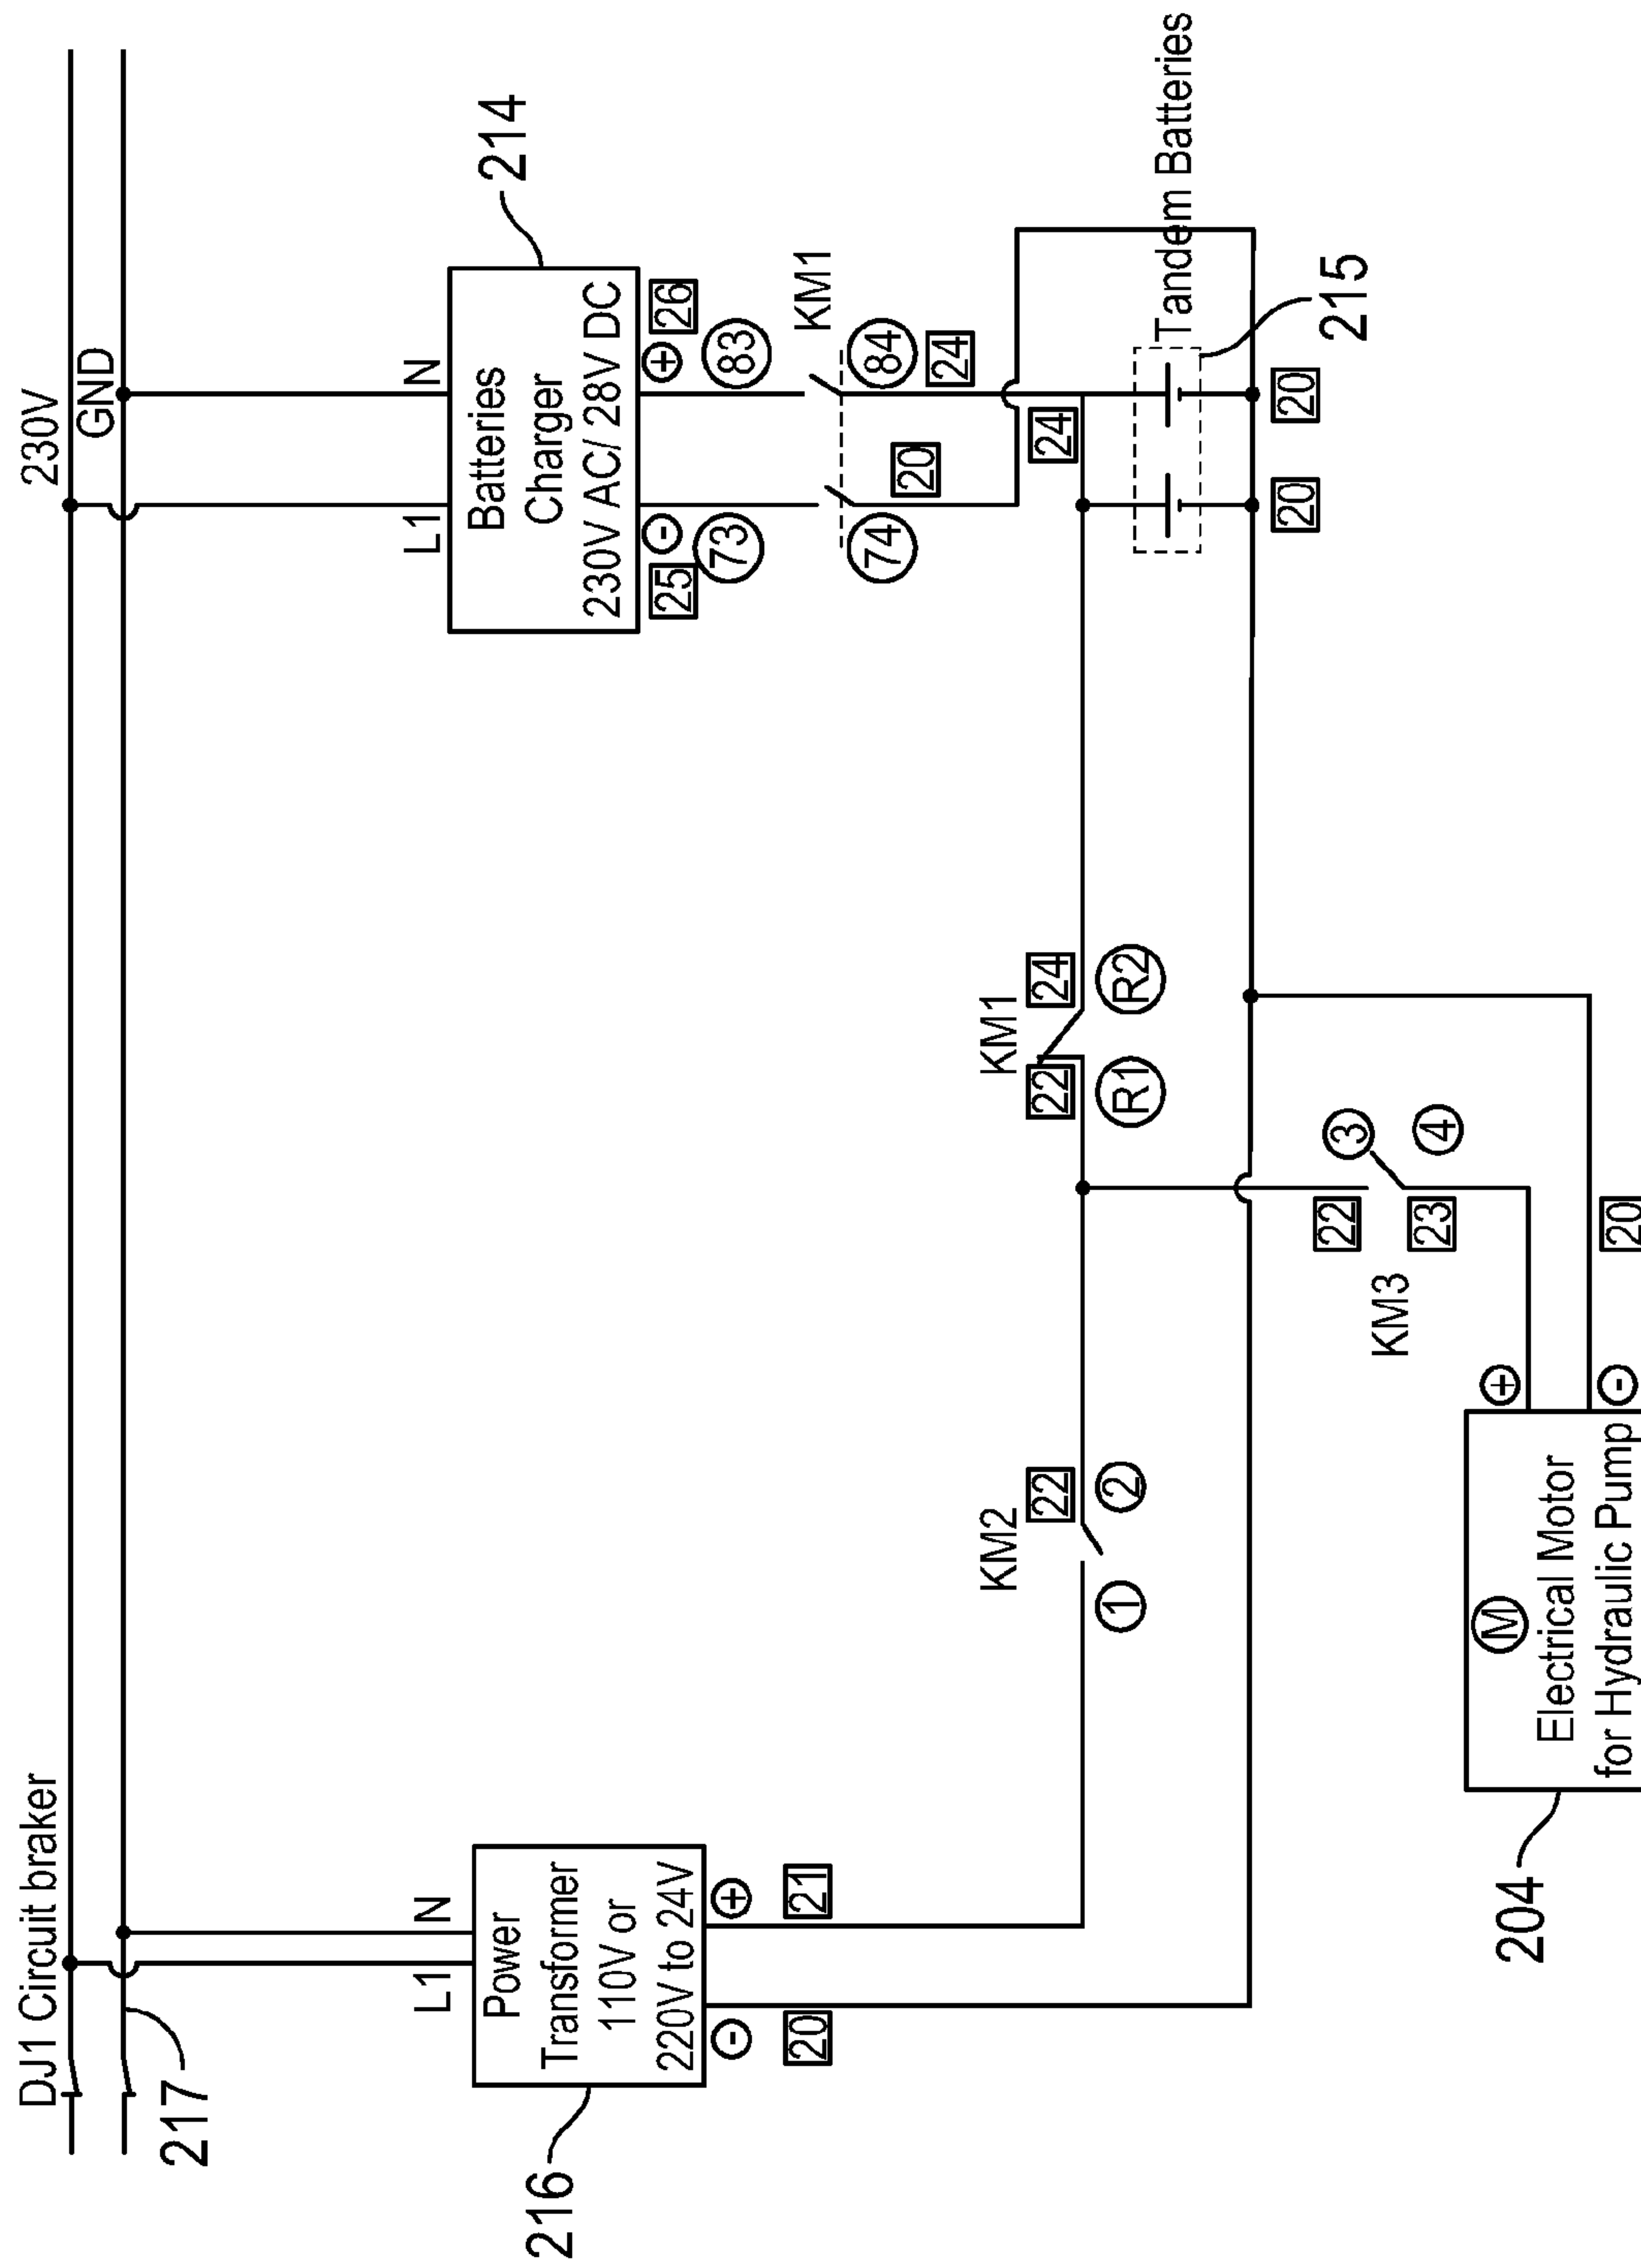 DJ1 Circuit braker
230V
GND
217
L1
N
Power
Transformer
110V or
220V to 24V
216
-
+
20
21
L1
N
Batteries
Charger
230V AC/ 28V DC
214
25
-
+
26
73
83
KM1
74
84
20
24
24
Tandem Batteries
215
20
20
KM2
22
1
2
KM1
22
24
R1
R2
3
4
22
23
KM3
+
-
20
M
Electrical Motor
for Hydraulic Pump
204